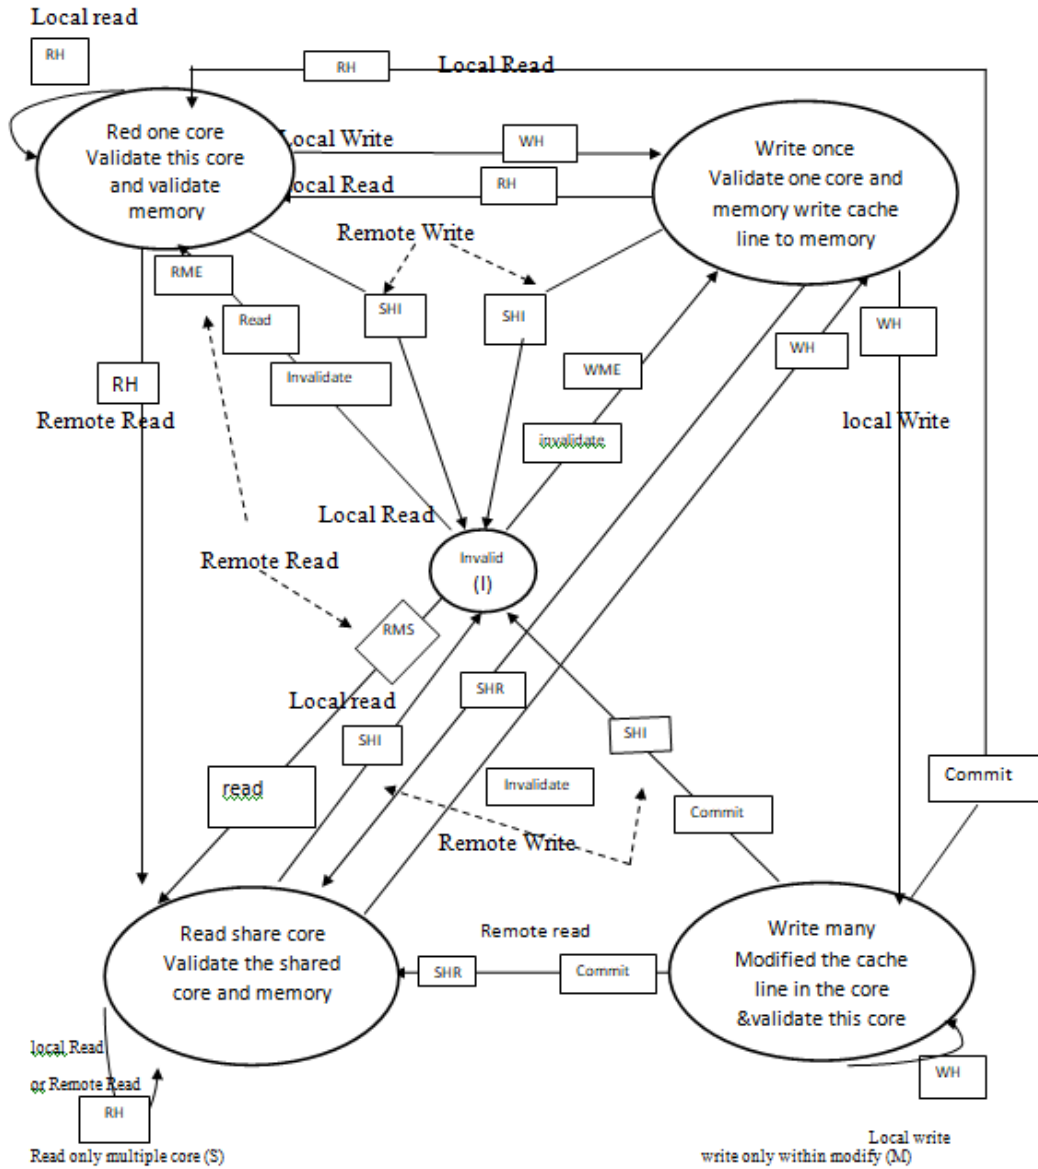 Local read
RH
RH
Local Read
Red one core
Validate this core
and validate
memory
Local Write
WH
Local Read
RH
Write once
Validate one core and
memory write cache
line to memory
Remote Write
RME
Read
Invalidate
SHI
SHI
WME
invalidate
WH
WH
RH
Remote Read
local Write
Local Read
Remote Read
Invalid
(I)
RMS
SHR
Local read
SHI
SHI
read
Invalidate
Commit
Commit
Remote Write
Read share core
Validate the shared
core and memory
Remote read
SHR
Commit
Write many
Modified the cache
line in the core
&validate this core
local Read
or Remote Read
RH
WH
Local write
Read only multiple core (S)
write only within modify (M)